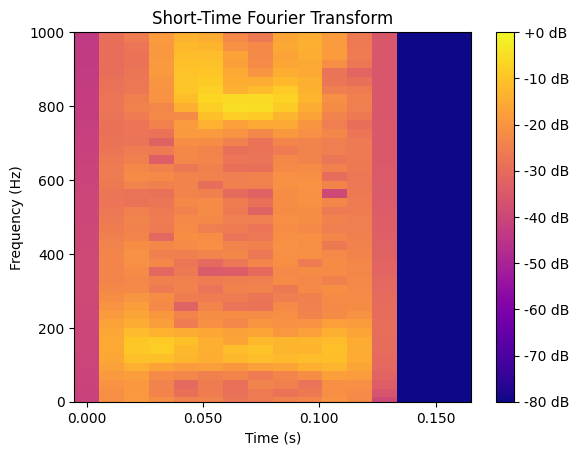 Short-Time Fourier Transform
Frequency (Hz)
1000
800
600
400
200
0
0.000
0.050
0.100
0.150
Time (s)
+0 dB
-10 dB
-20 dB
-30 dB
-40 dB
-50 dB
-60 dB
-70 dB
-80 dB